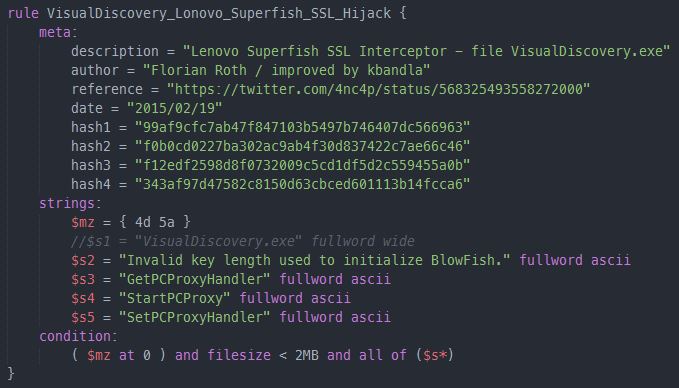 rule VisualDiscovery_Lonovo_Superfish_SSL_Hijack {
meta:
description = "Lenovo Superfish SSL Interceptor - file VisualDiscovery.exe"
author = "Florian Roth / improved by kbandla"
reference = "https://twitter.com/4nc4p/status/568325493558272000"
date = "2015/02/19"
hash1 = "99af9cfc7ab47f847103b5497b746407dc566963"
hash2 = "f0b0cd0227ba302ac9ab4f30d837422c7ae66c46"
hash3 = "f12edf2598d8f0732009c5cd1df5d2c559455a0b"
hash4 = "343af97d47582c8150d63cbced601113b14fcca6"
strings:
$mz = { 4d 5a }
//$s1 = "VisualDiscovery.exe" fullword wide
$s2 = "Invalid key length used to initialize BlowFish." fullword ascii
$s3 = "GetPCProxyHandler" fullword ascii
$s4 = "StartPCProxy" fullword ascii
$s5 = "SetPCProxyHandler" fullword ascii
condition:
( $mz at 0 ) and filesize < 2MB and all of ($s*)
}